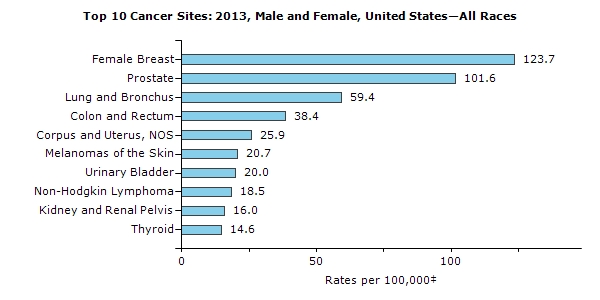 Top 10 Cancer Sites: 2013, Male and Female, United States—All Races
Female Breast 123.7
Prostate 101.6
Lung and Bronchus 59.4
Colon and Rectum 38.4
Corpus and Uterus, NOS 25.9
Melanomas of the Skin 20.7
Urinary Bladder 20.0
Non-Hodgkin Lymphoma 18.5
Kidney and Renal Pelvis 16.0
Thyroid 14.6
0 50 100
Rates per 100,000‡